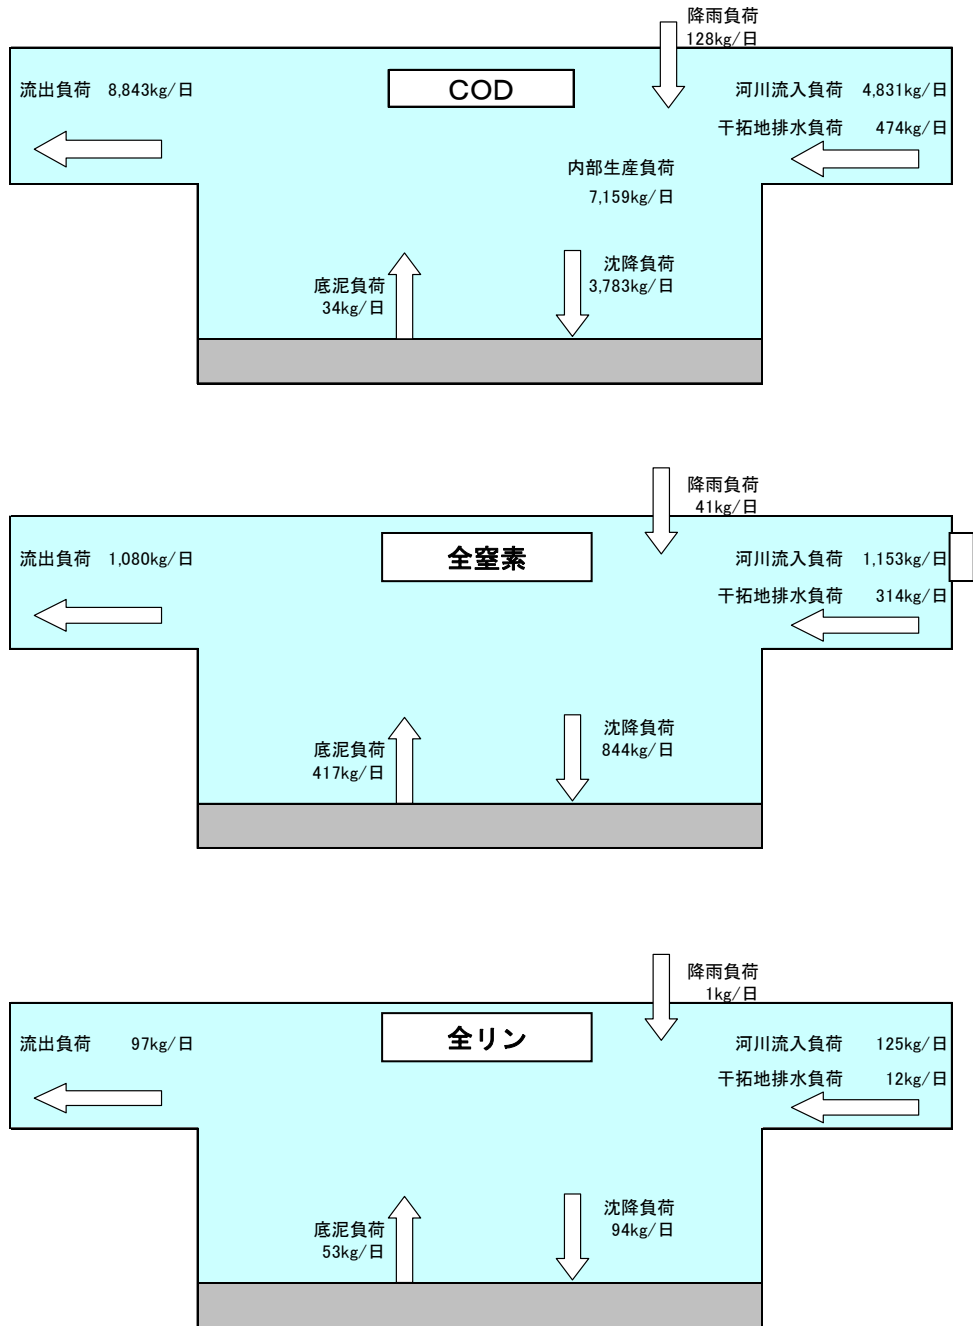 降雨負荷
128kg/日
流出負荷 8,843kg/日
COD
河川流入負荷 4,831kg/日
干拓地排水負荷 474kg/日
内部生産負荷
7,159kg/日
沈降負荷
3,783kg/日
底泥負荷
34kg/日
降雨負荷
41kg/日
流出負荷 1,080kg/日
全窒素
河川流入負荷 1,153kg/日
干拓地排水負荷 314kg/日
沈降負荷
844kg/日
底泥負荷
417kg/日
降雨負荷
1kg/日
流出負荷 97kg/日
全リン
河川流入負荷 125kg/日
干拓地排水負荷 12kg/日
沈降負荷
94kg/日
底泥負荷
53kg/日